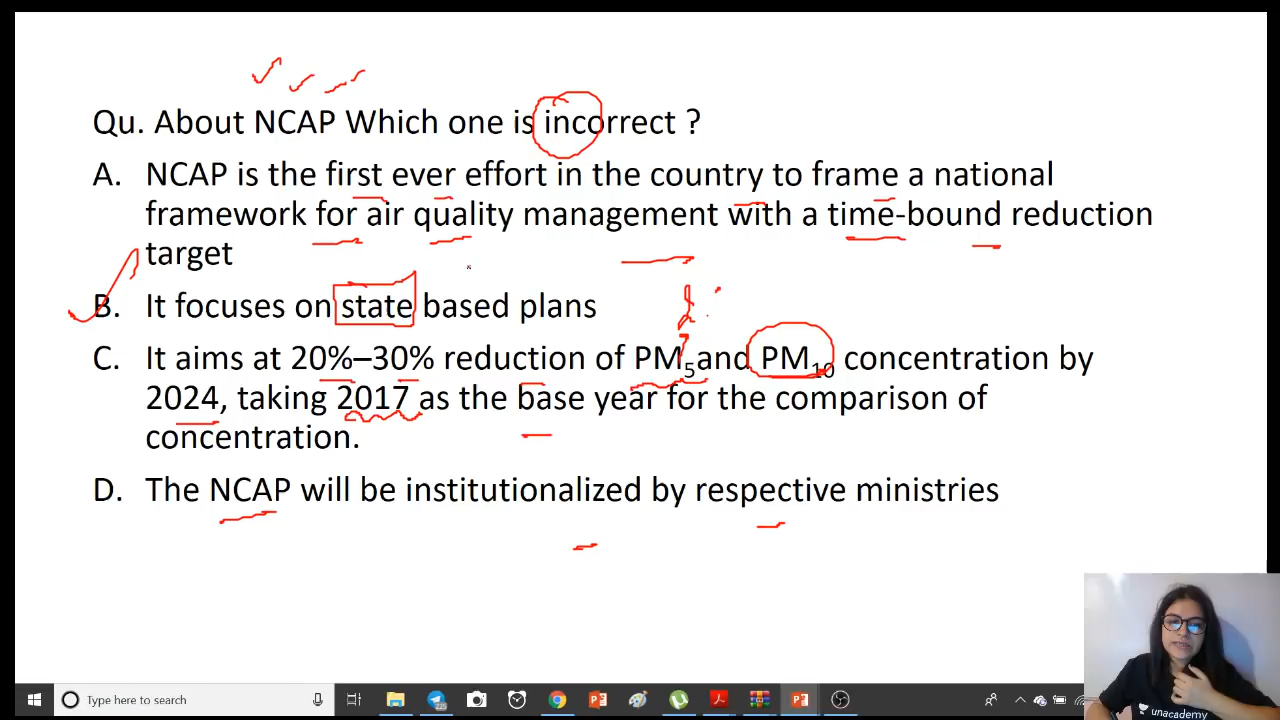 Qu. About NCAP Which one is incorrect ?
A. NCAP is the first ever effort in the country to frame a national
framework for air quality management with a time-bound reduction
target
B. It focuses on state based plans
C. It aims at 20%–30% reduction of PM5 and PM10 concentration by
2024, taking 2017 as the base year for the comparison of
concentration.
D. The NCAP will be institutionalized by respective ministries
Type here to search
unacademy